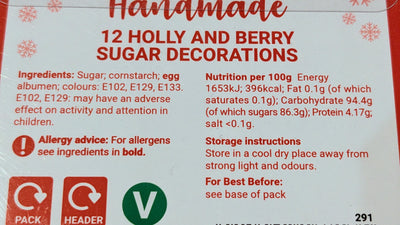 Handmade
12 HOLLY AND BERRY
SUGAR DECORATIONS
Ingredients: Sugar; cornstarch; egg
albumen; colours: E102, E129, E133.
E102, E129: may have an adverse
effect on activity and attention in
children.
Allergy advice: For allergens
see ingredients in bold.
PACK
HEADER
V
Nutrition per 100g Energy
1653kJ; 396kcal; Fat 0.1g (of which
saturates 0.1g); Carbohydrate 94.4g
(of which sugars 86.3g); Protein 4.17g;
salt <0.1g.
Storage instructions
Store in a cool dry place away from
strong light and odours.
For Best Before:
see base of pack
291